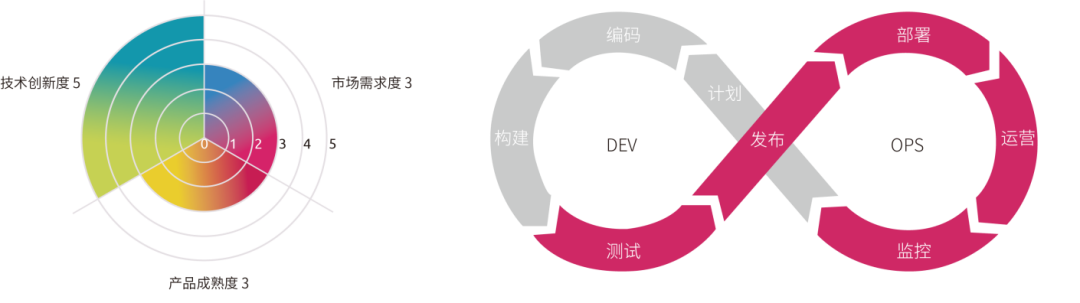 技术创新度 5
市场需求度 3
0 1 2 3 4 5
产品成熟度 3
编码
部署
计划
构建
DEV
发布
OPS
运营
测试
监控